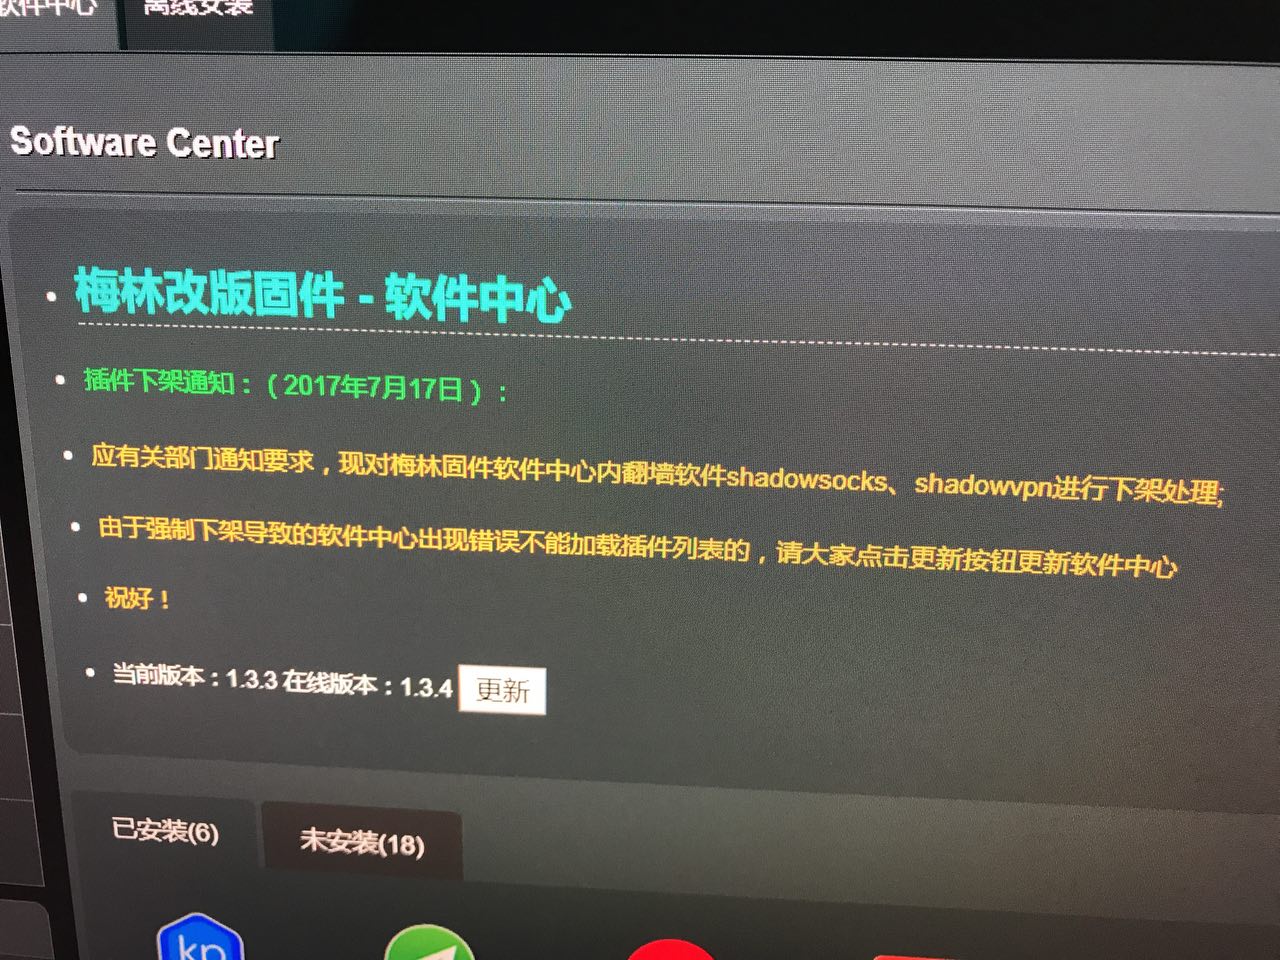 软件中心
离线安装
Software Center
梅林改版固件 - 软件中心
插件下架通知：（2017年7月17日）：
应有关部门通知要求，现对梅林固件软件中心内翻墙软件shadowsocks、shadowvpn进行下架处理;
由于强制下架导致的软件中心出现错误不能加载插件列表的，请大家点击更新按钮更新软件中心
祝好！
当前版本：1.3.3 在线版本：1.3.4 更新
已安装(6)
未安装(18)
kp